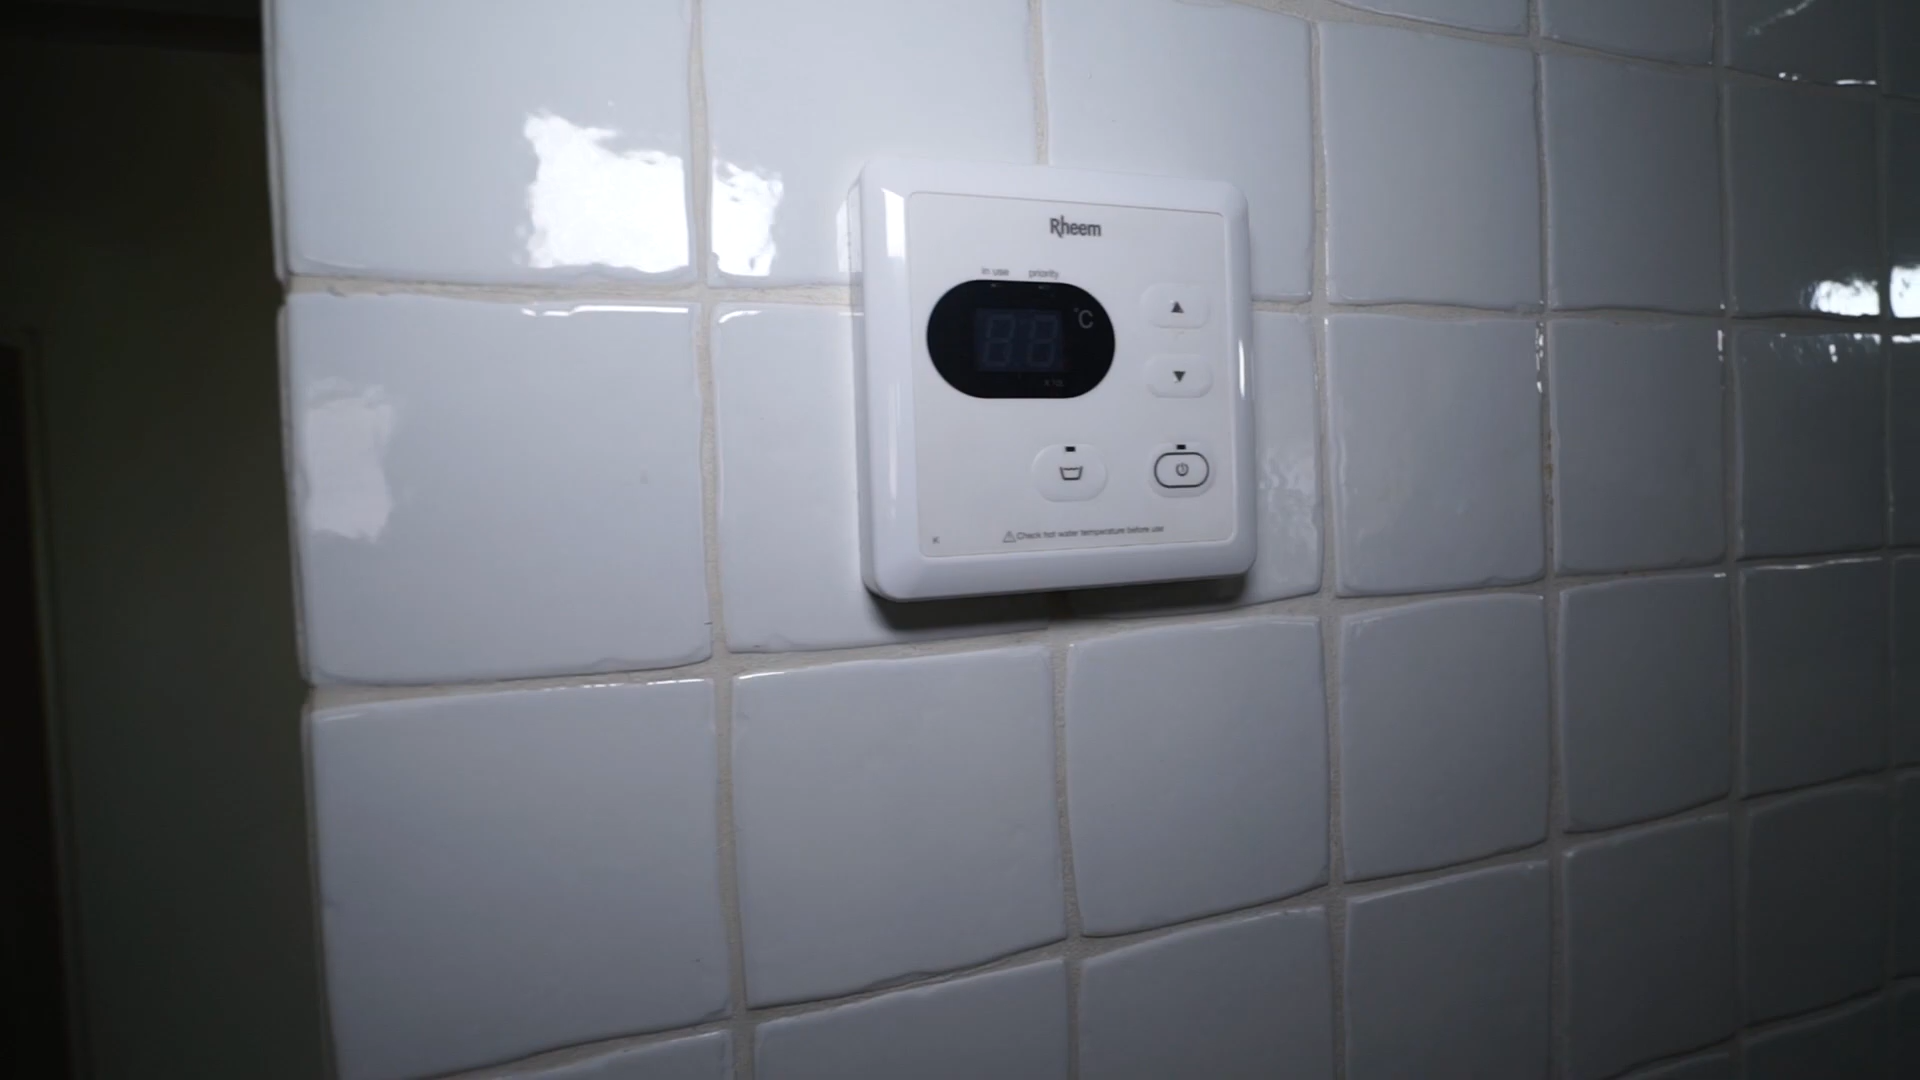 Rheem
in use priority
°C
Check hot water temperature before use